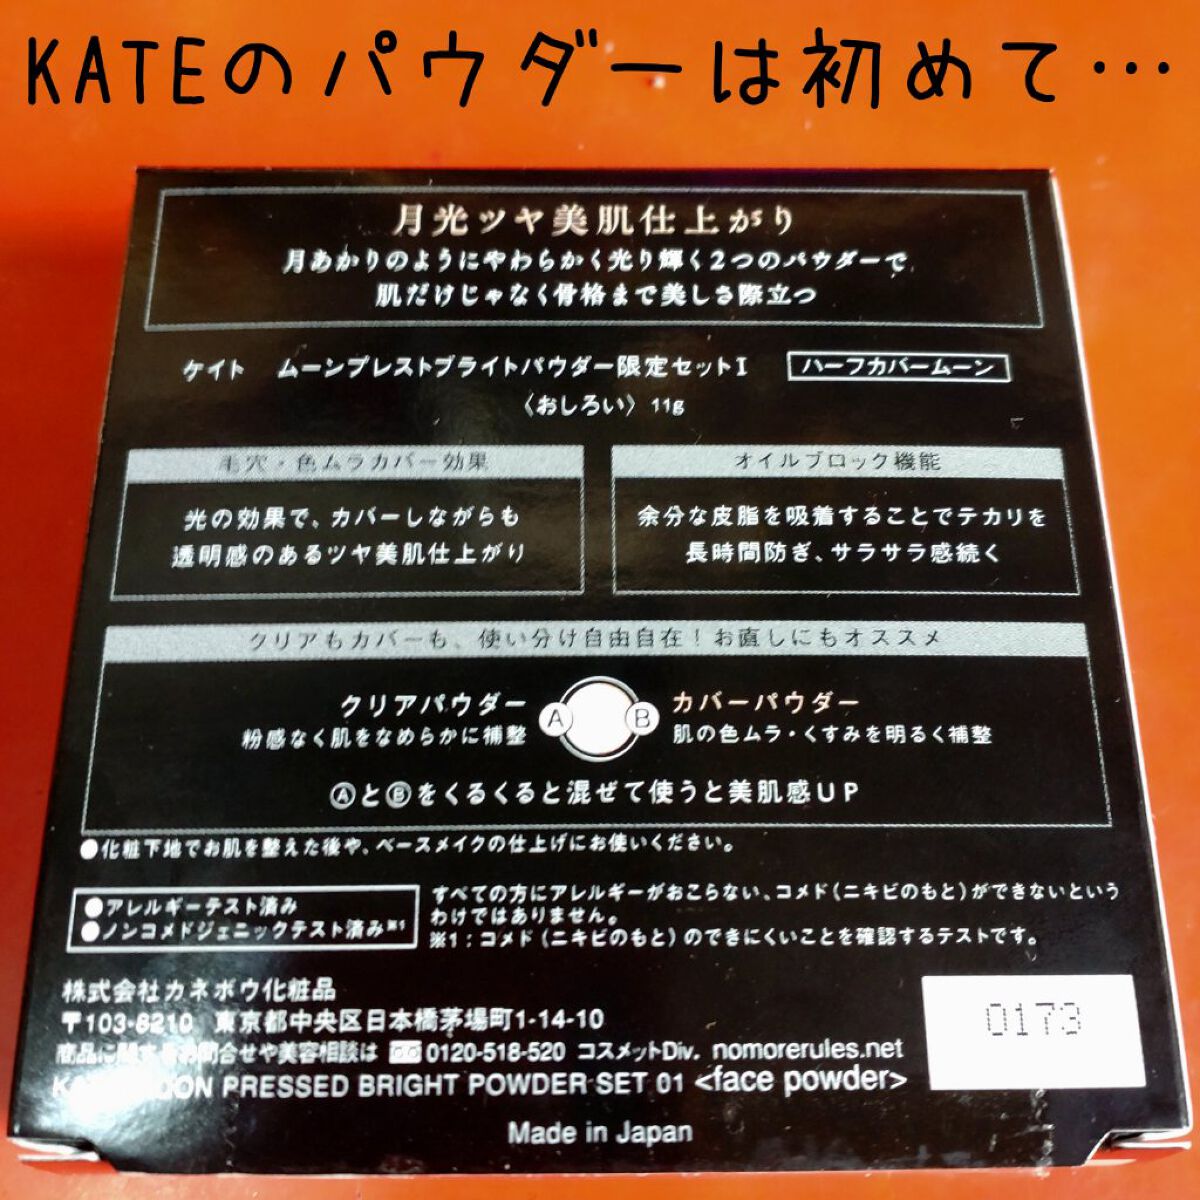 KATEのパウダーは初めて…
月光ツヤ美肌仕上がり
月あかりのようにやわらかく光り輝く2つのパウダーで
肌だけじゃなく骨格まで美しさ際立つ
ケイト ムーンプレストブライトパウダー限定セットI ハーフカバームーン
〈おしろい〉 11g
毛穴・色ムラカバー効果
光の効果で、カバーしながらも
透明感のあるツヤ美肌仕上がり
オイルブロック機能
余分な皮脂を吸着することでテカリを
長時間防ぎ、サラサラ感続く
クリアもカバーも、使い分け自由自在!お直しにもオススメ
クリアパウダー
粉感なく肌をなめらかに補整
A B
カバーパウダー
肌の色ムラ・くすみを明るく補整
ⒶとⒷをくるくると混ぜて使うと美肌感UP
●化粧下地でお肌を整えた後や、ベースメイクの仕上げにお使いください。
●アレルギーテスト済み
●ノンコメドジェニックテスト済み※1
すべての方にアレルギーがおこらない、コメド(ニキビのもと)ができないという
わけではありません。
※1:コメド(ニキビのもと)のできにくいことを確認するテストです。
株式会社カネボウ化粧品
〒103-8210 東京都中央区日本橋茅場町1-14-10
商品に関するお問合せや美容相談は 0120-518-520 コスメットDiv. nomorerules.net
KATE MOON PRESSED BRIGHT POWDER SET 01 <face powder>
Made in Japan
0173